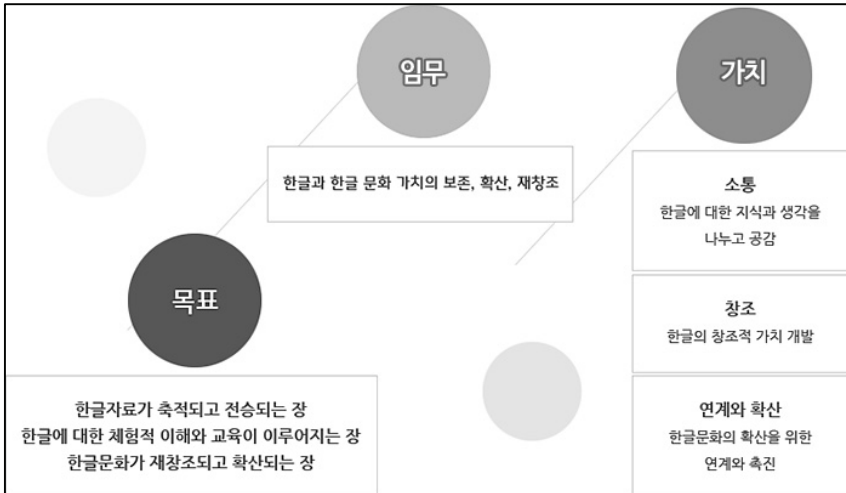 임무
한글과 한글 문화 가치의 보존, 확산, 재창조
가치
소통
한글에 대한 지식과 생각을
나누고 공감
창조
한글의 창조적 가치 개발
연계와 확산
한글문화의 확산을 위한
연계와 촉진
목표
한글자료가 축적되고 전승되는 장
한글에 대한 체험적 이해와 교육이 이루어지는 장
한글문화가 재창조되고 확산되는 장